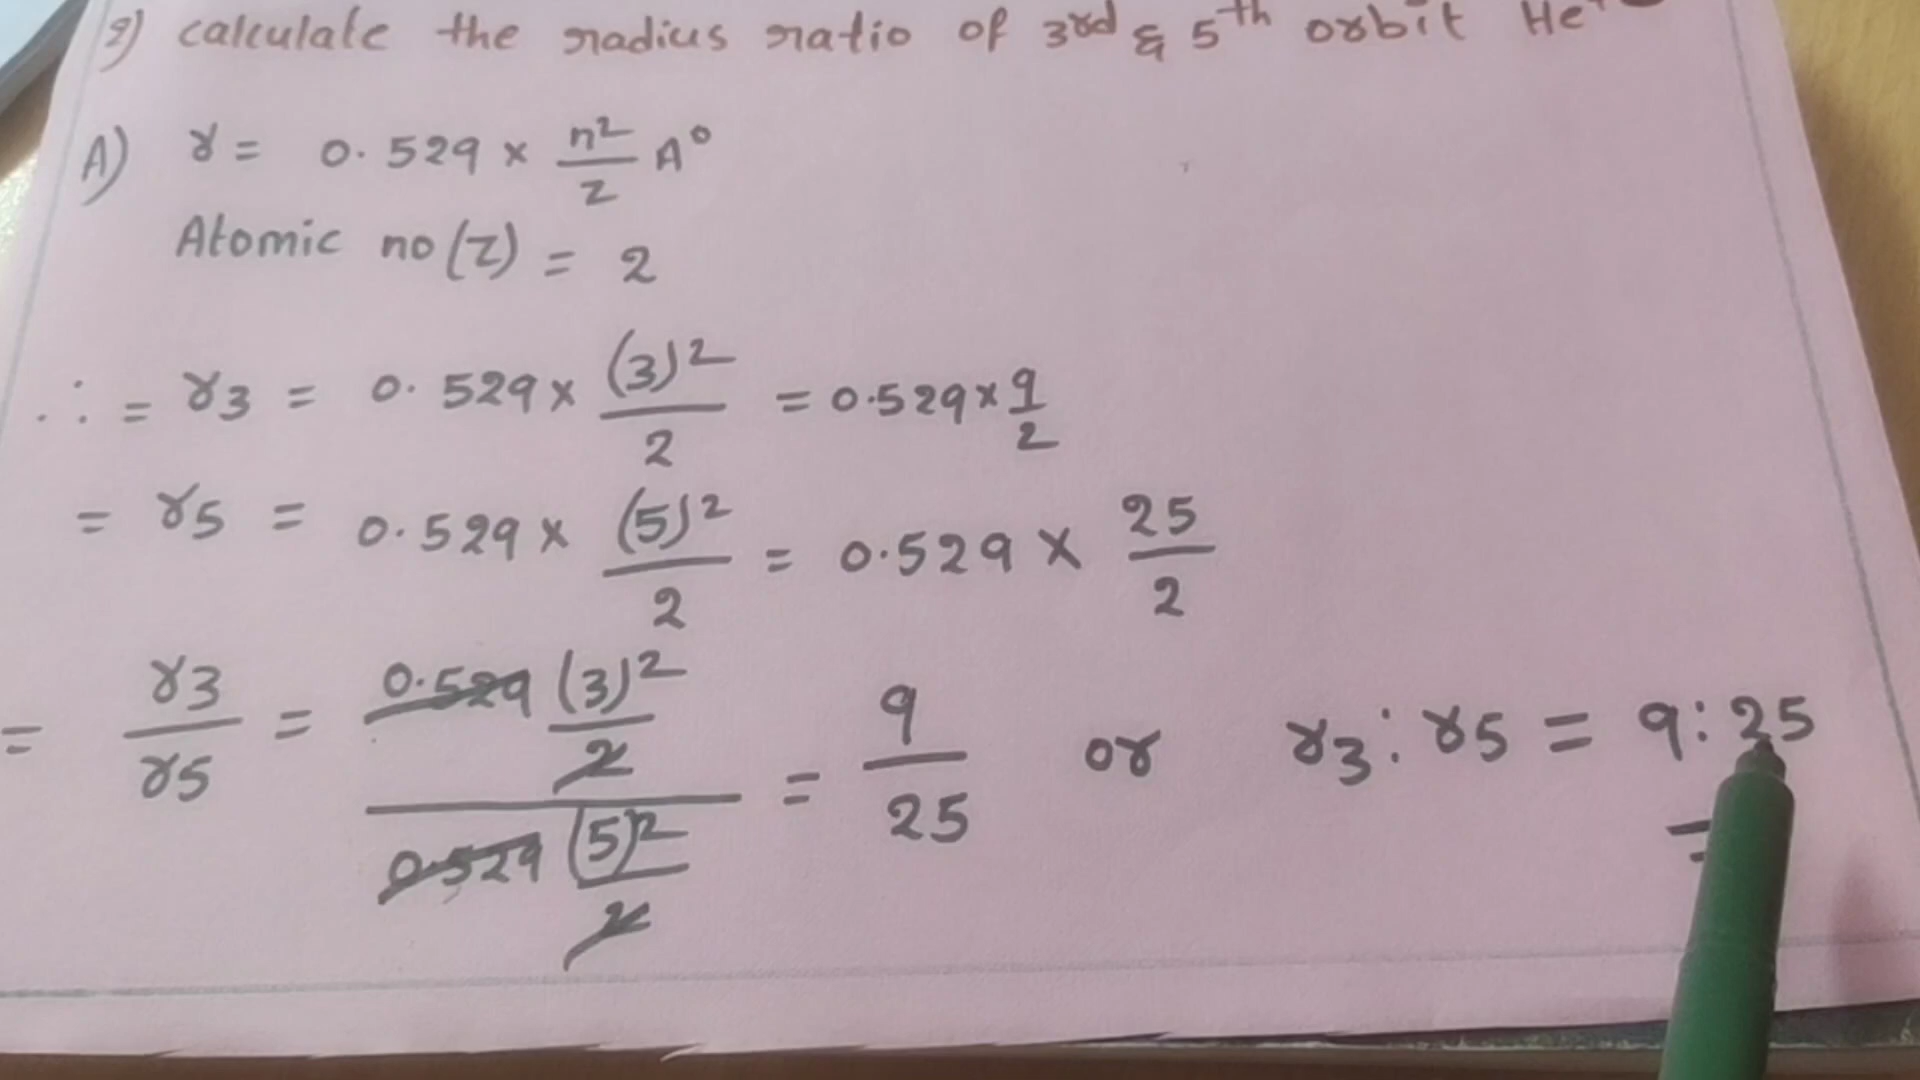 2) calculate the radius ratio of 3rd & 5th orbit He+
A) r = 0.529 × n²/z A°
Atomic no (Z) = 2
∴ = r3 = 0.529 × (3)²/2 = 0.529 × 9/2
= r5 = 0.529 × (5)²/2 = 0.529 × 25/2
= r3/r5 = 0.529 (3)²/2 / 0.529 (5)²/2 = 9/25 or r3 : r5 = 9:25
=